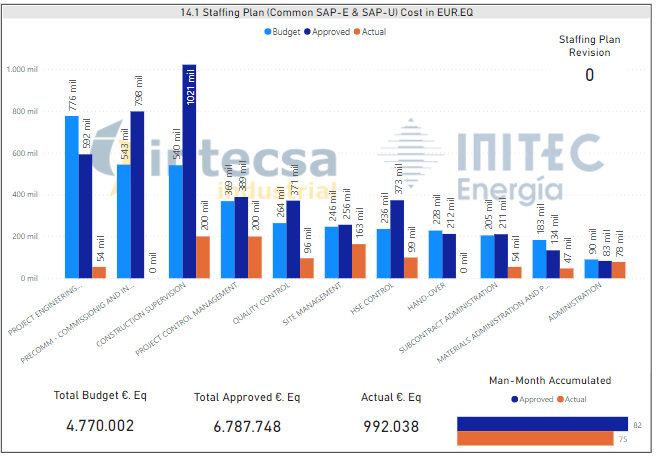 14.1 Staffing Plan (Common SAP-E & SAP-U) Cost in EUR.EQ
Budget Approved Actual
Staffing Plan
Revision
0
1.000 mil
800 mil
600 mil
400 mil
200 mil
0 mil
776 mil
592 mil
54 mil
543 mil
798 mil
0 mil
540 mil
1021 mil
200 mil
369 mil
389 mil
200 mil
264 mil
371 mil
96 mil
246 mil
256 mil
163 mil
236 mil
373 mil
99 mil
228 mil
212 mil
0 mil
205 mil
211 mil
54 mil
183 mil
134 mil
47 mil
90 mil
83 mil
78 mil
intecsa
industrial
INITEC
Energía
PROJECT ENGINEERING...
PRECOMM - COMMISSIONIG AND IN...
CONSTRUCTION SUPERVISION
PROJECT CONTROL MANAGEMENT
QUALITY CONTROL
SITE MANAGEMENT
HSE CONTROL
HAND-OVER
SUBCONTRACT ADMINISTRATION
MATERIALS ADMINISTRATION AND P...
ADMINISTRATION
Total Budget €. Eq
4.770.002
Total Approved €. Eq
6.787.748
Actual €. Eq
992.038
Man-Month Accumulated
Approved Actual
82
75